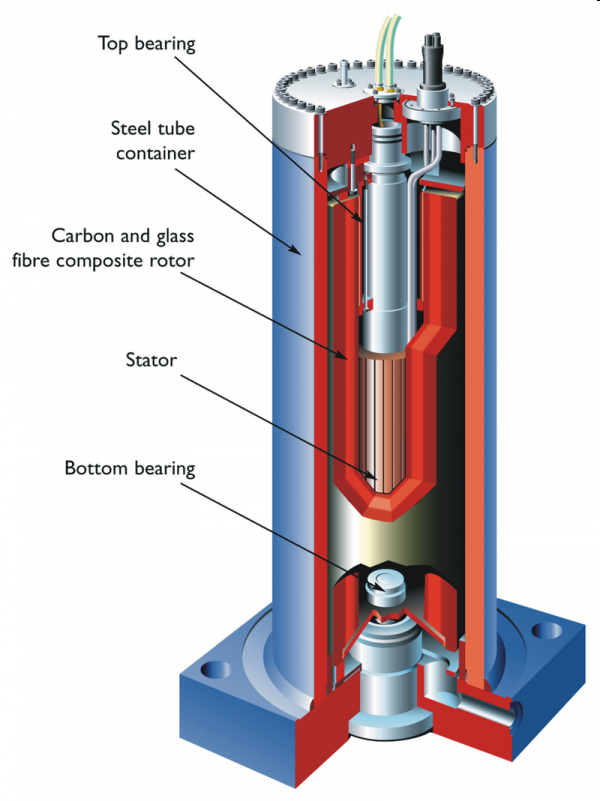 Top bearing
Steel tube
container
Carbon and glass
fibre composite rotor
Stator
Bottom bearing